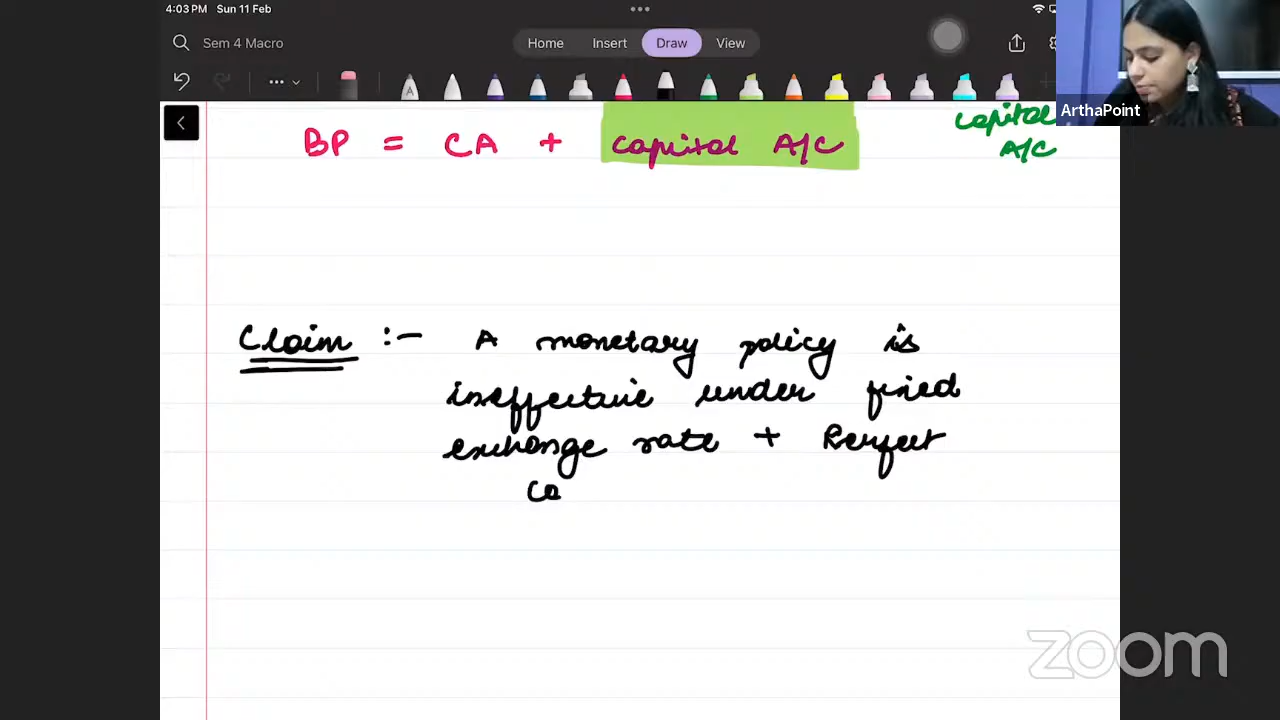 4:03 PM Sun 11 Feb
Sem 4 Macro
Home Insert Draw View
ArthaPoint
A
BP = CA + Capital A/C
Capital
A/C
Claim :- A monetary policy is
ineffective under fixed
exchange rate + Perfect
Ca
zoom